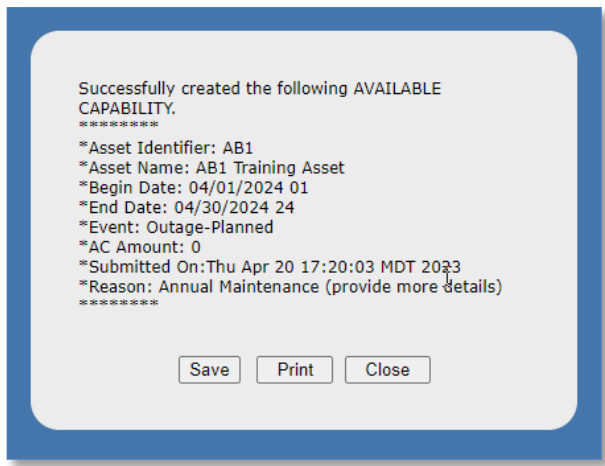 Successfully created the following AVAILABLE
CAPABILITY.
********
*Asset Identifier: AB1
*Asset Name: AB1 Training Asset
*Begin Date: 04/01/2024 01
*End Date: 04/30/2024 24
*Event: Outage-Planned
*AC Amount: 0
*Submitted On:Thu Apr 20 17:20:03 MDT 2023
*Reason: Annual Maintenance (provide more details)
********
Save Print Close